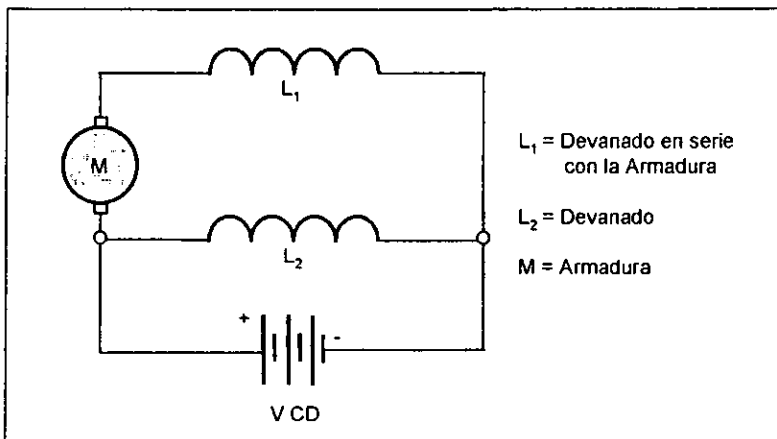 L₁
M
L₂
+ -
V CD
L₁ = Devanado en serie
con la Armadura
L₂ = Devanado
M = Armadura